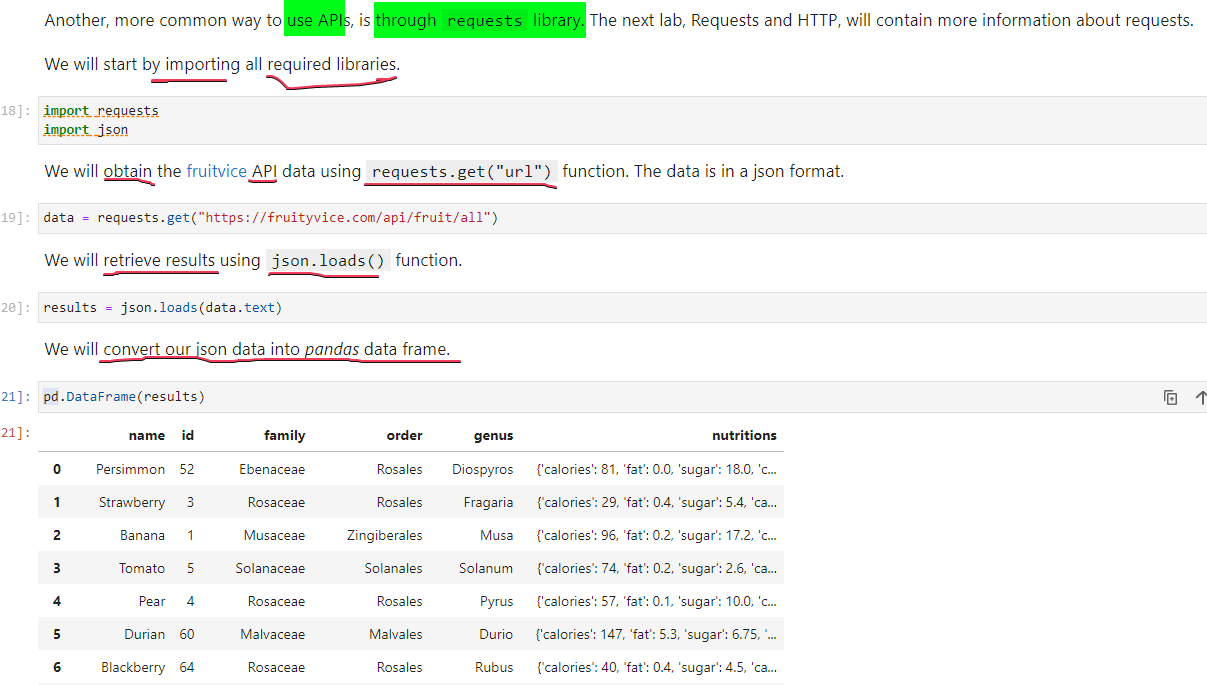 Another, more common way to use APIs, is through requests library. The next lab, Requests and HTTP, will contain more information about requests.
We will start by importing all required libraries.
18]: import requests
import json
We will obtain the fruitvice API data using requests.get("url") function. The data is in a json format.
19]: data = requests.get("https://fruityvice.com/api/fruit/all")
We will retrieve results using json.loads() function.
20]: results = json.loads(data.text)
We will convert our json data into pandas data frame.
21]: pd.DataFrame(results)
21]: name id family order genus nutritions
0 Persimmon 52 Ebenaceae Rosales Diospyros {'calories': 81, 'fat': 0.0, 'sugar': 18.0, 'c...
1 Strawberry 3 Rosaceae Rosales Fragaria {'calories': 29, 'fat': 0.4, 'sugar': 5.4, 'ca...
2 Banana 1 Musaceae Zingiberales Musa {'calories': 96, 'fat': 0.2, 'sugar': 17.2, 'c...
3 Tomato 5 Solanaceae Solanales Solanum {'calories': 74, 'fat': 0.2, 'sugar': 2.6, 'ca...
4 Pear 4 Rosaceae Rosales Pyrus {'calories': 57, 'fat': 0.1, 'sugar': 10.0, 'c...
5 Durian 60 Malvaceae Malvales Durio {'calories': 147, 'fat': 5.3, 'sugar': 6.75, '...
6 Blackberry 64 Rosaceae Rosales Rubus {'calories': 40, 'fat': 0.4, 'sugar': 4.5, 'ca...